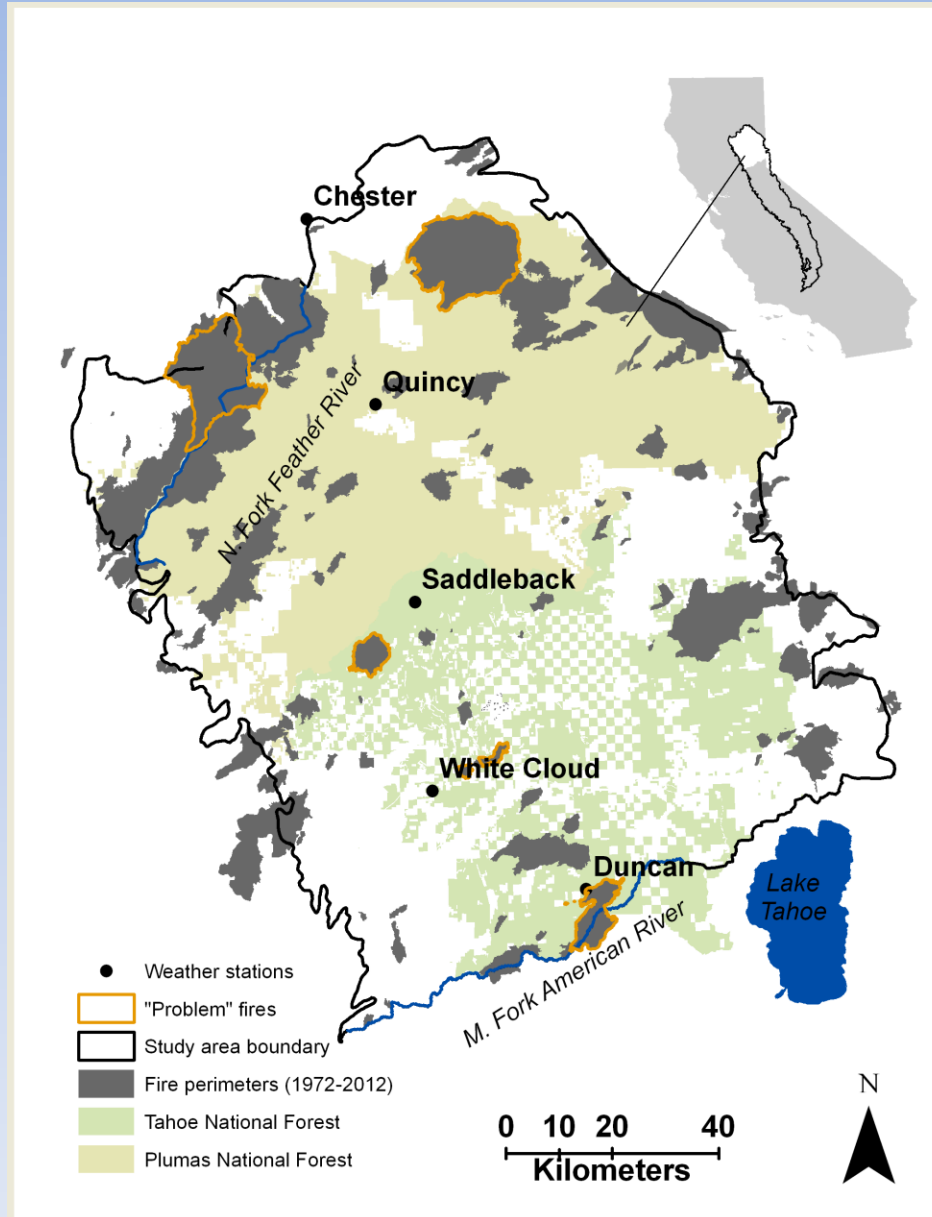 Chester
Quincy
N. Fork Feather River
Saddleback
White Cloud
Duncan
Lake
Tahoe
M. Fork American River
Weather stations
"Problem" fires
Study area boundary
Fire perimeters (1972-2012)
Tahoe National Forest
Plumas National Forest
0 10 20 40
Kilometers
N